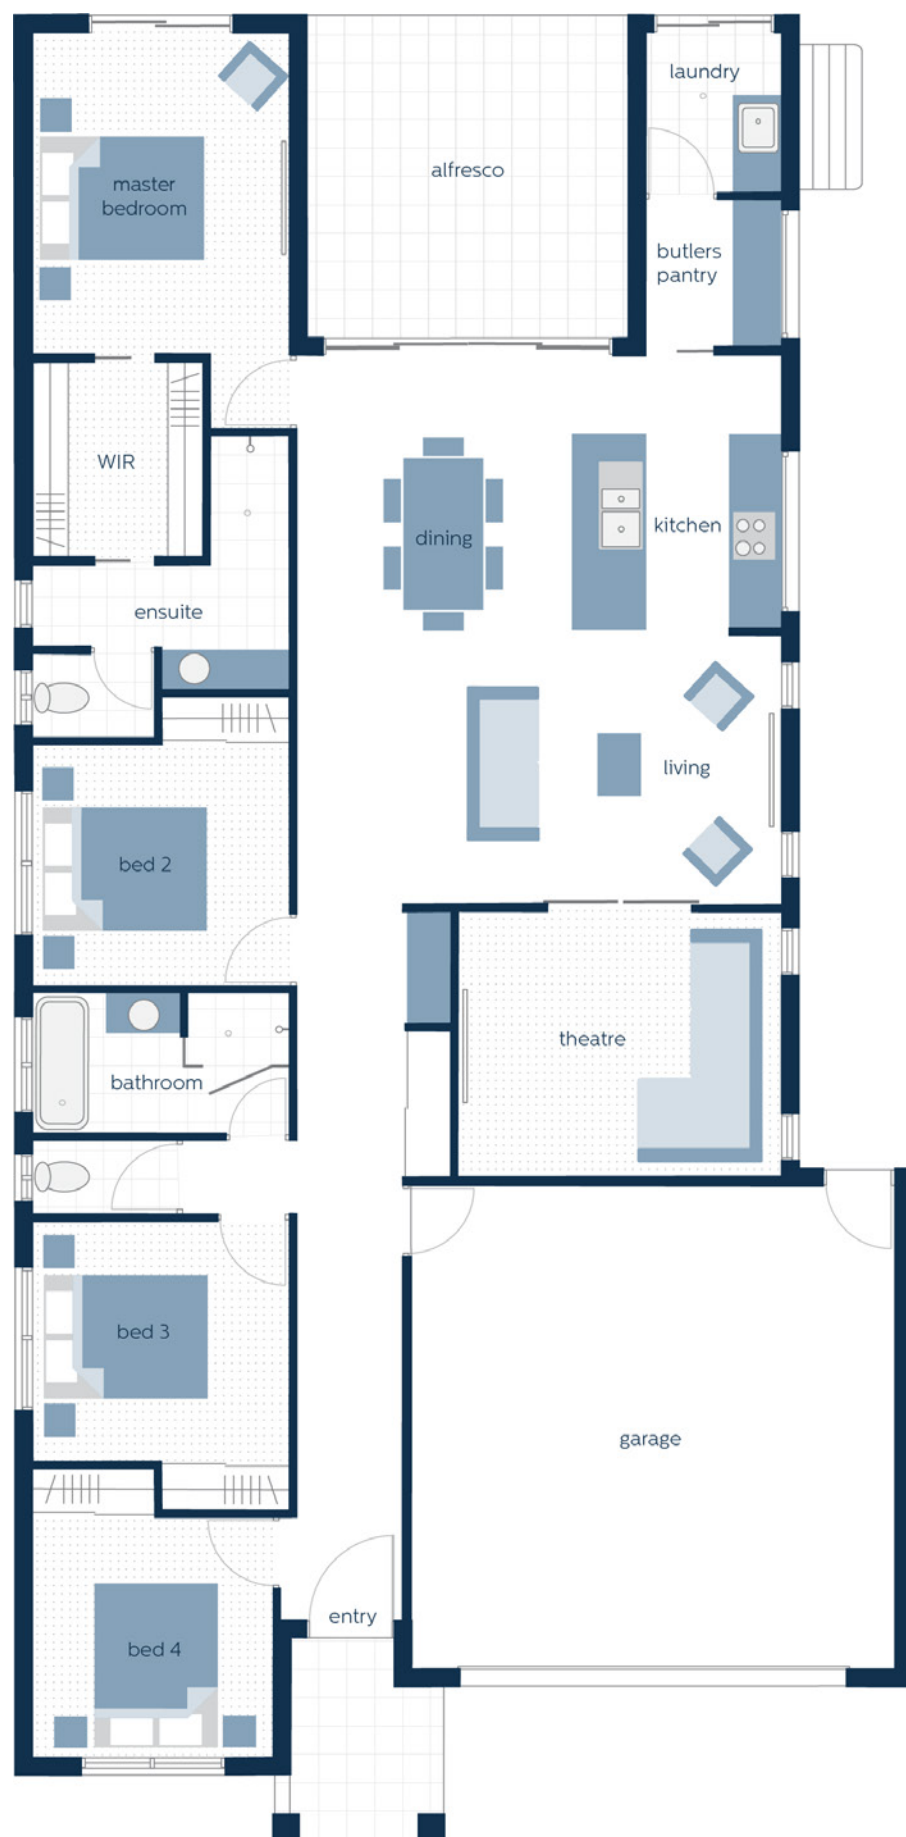 laundry
alfresco
master
bedroom
butlers
pantry
WIR
kitchen
dining
ensuite
living
bed 2
theatre
bathroom
bed 3
garage
entry
bed 4